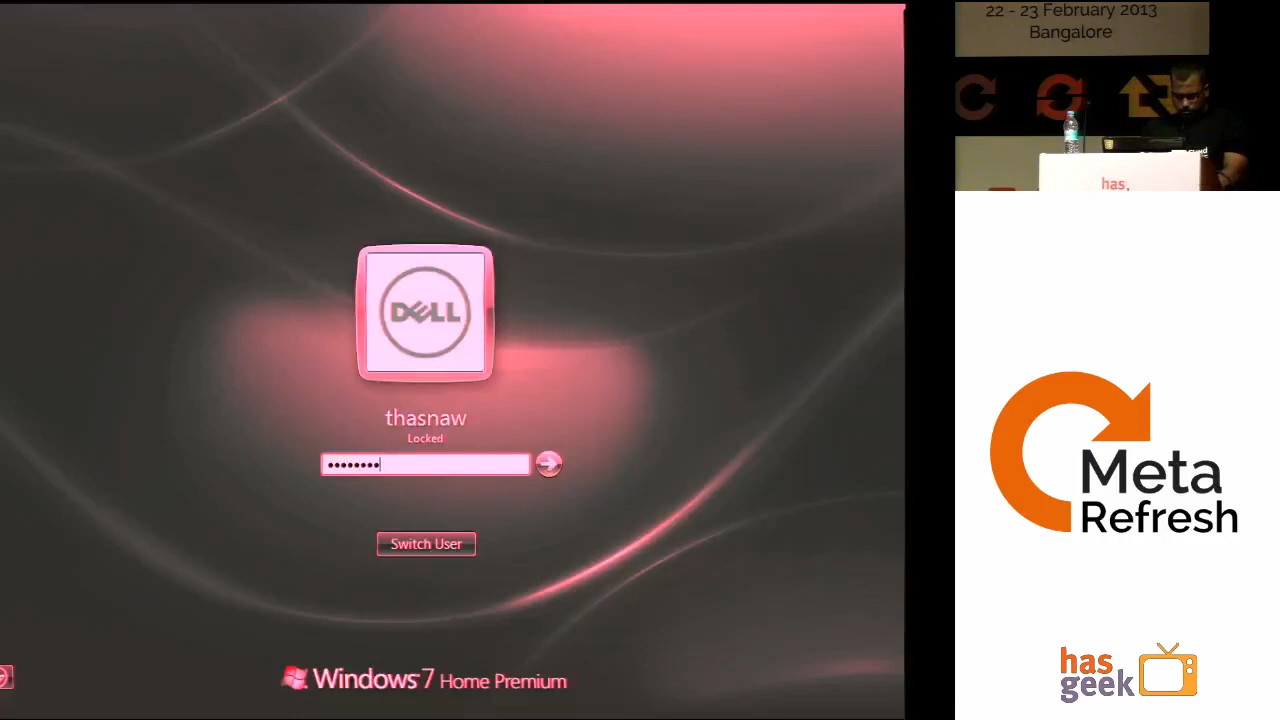 22 - 23 February 2013
Bangalore
has,
DELL
thasnaw
Locked
Switch User
Windows 7 Home Premium
Meta
Refresh
has
geek